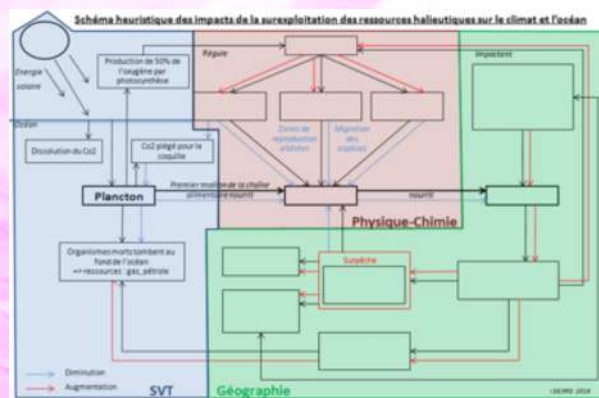 Schéma heuristique des impacts de la surexploitation des ressources halieutiques sur le climat et l'océan
Energie
solaire
Production de 50% de
l'oxygène par
photosynthèse
Régule
Impactent
Océan
Dissolution du Co2
Co2 piégé pour la
coquille
Zones de
reproduction
Migration
des
espèces
Plancton
Premier maillon de la chaîne
alimentaire nourrit
nourrit
Physique-Chimie
Organismes morts tombent au
fond de l'océan
=> ressources : gaz, pétrole
Surpêche
Diminution
Augmentation
SVT
Géographie